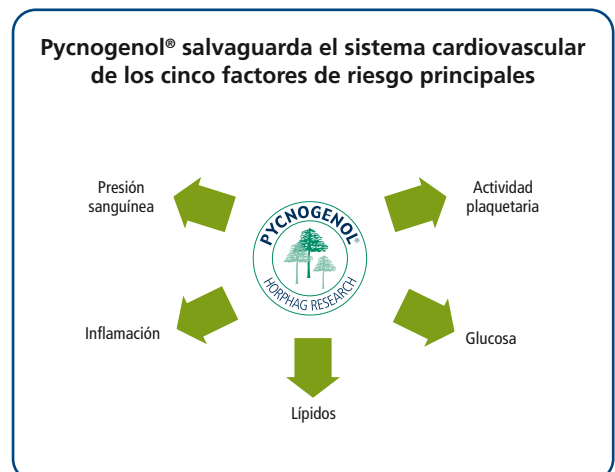 Pycnogenol® salvaguarda el sistema cardiovascular
de los cinco factores de riesgo principales
Presión
sanguínea
Actividad
plaquetaria
PYCNOGENOL®
HORPHAG RESEARCH
Inflamación
Glucosa
Lípidos